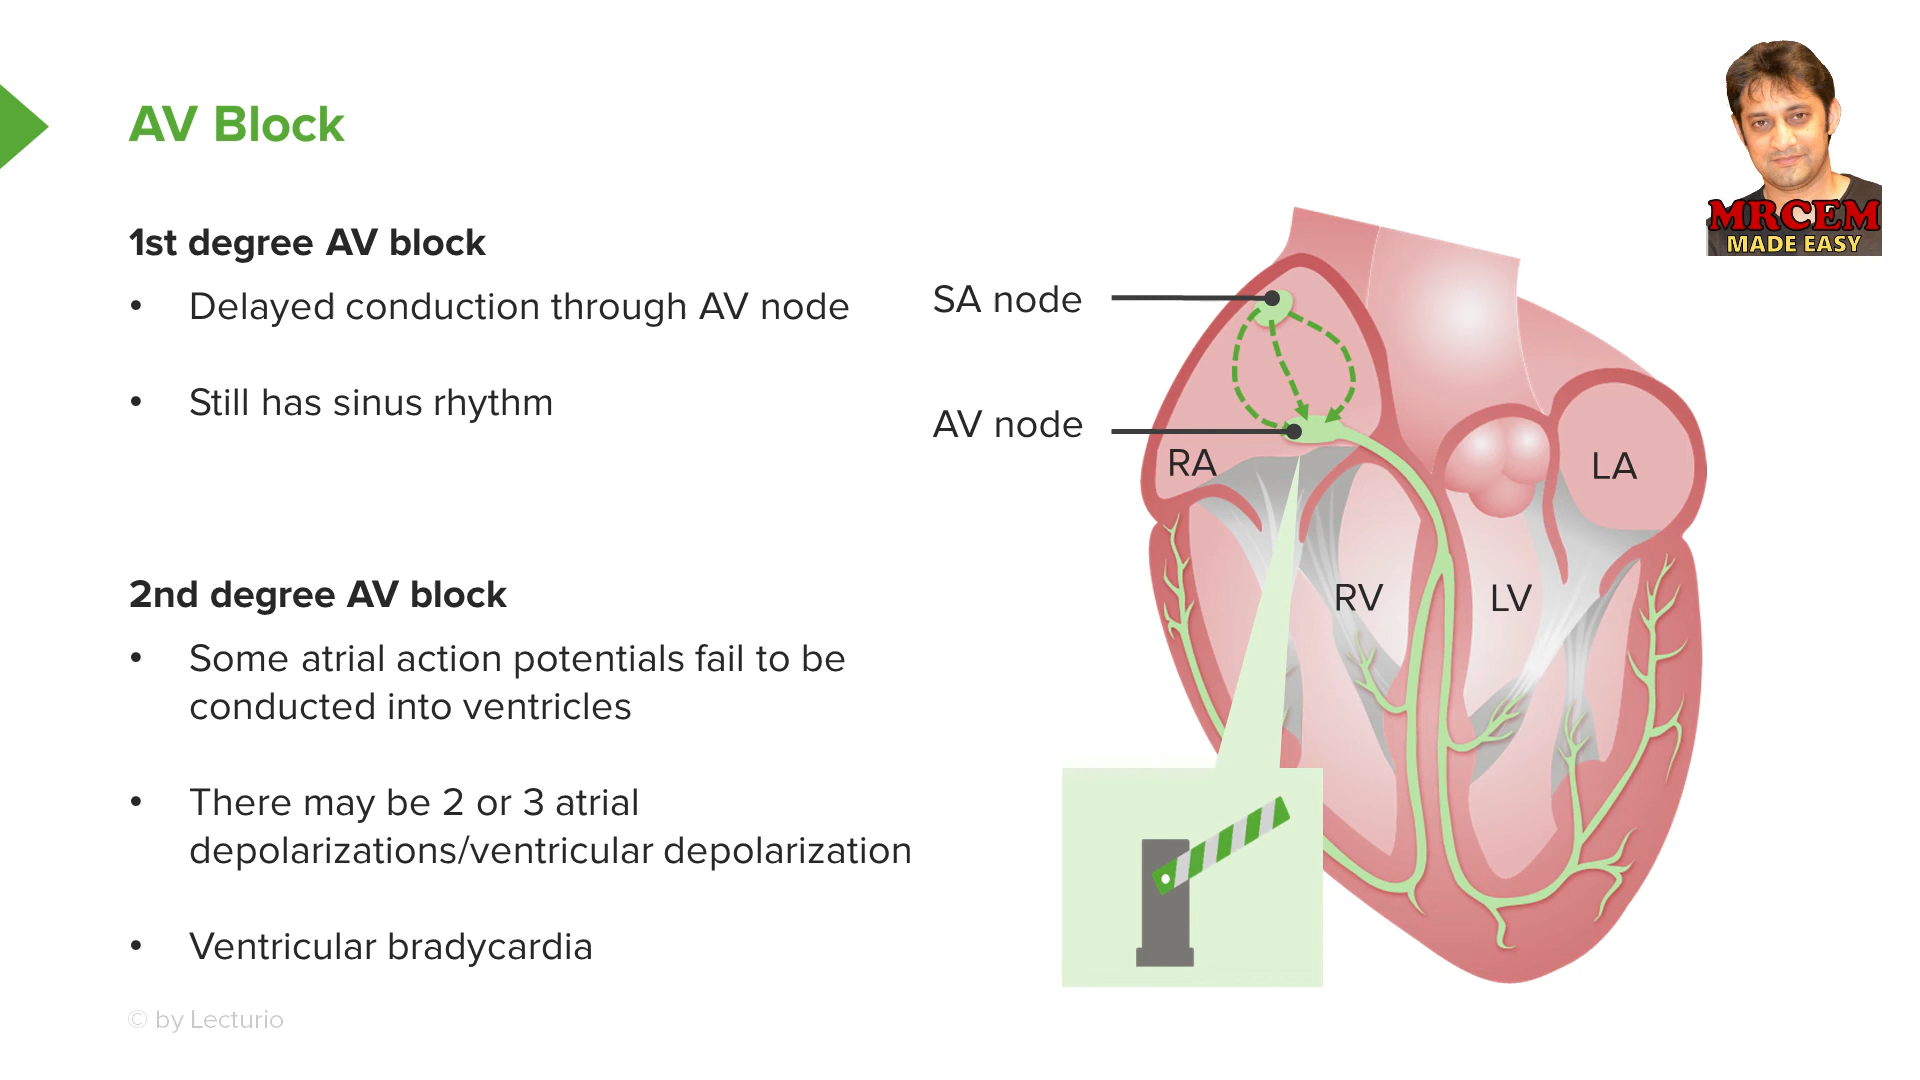 AV Block
1st degree AV block
• Delayed conduction through AV node
• Still has sinus rhythm
2nd degree AV block
• Some atrial action potentials fail to be
conducted into ventricles
• There may be 2 or 3 atrial
depolarizations/ventricular depolarization
• Ventricular bradycardia
© by Lecturio
SA node
AV node
RA
LA
RV
LV
MRCEM
MADE EASY